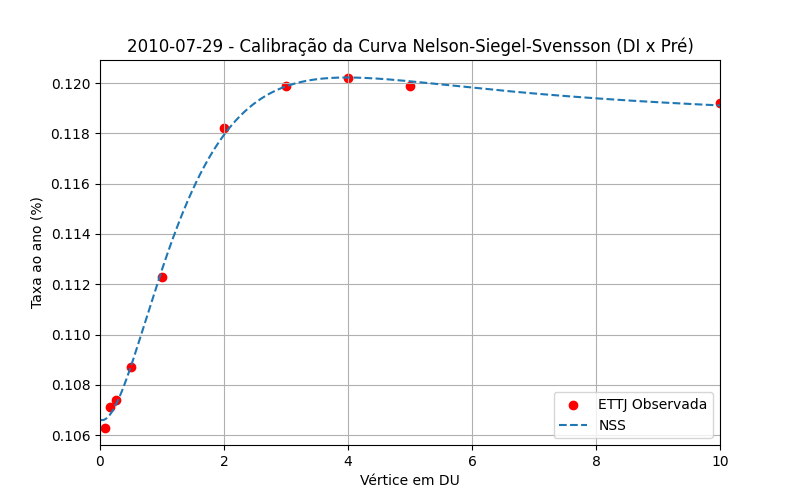 2010-07-29 - Calibração da Curva Nelson-Siegel-Svensson (DI x Pré)
Taxa ao ano (%)
0.120
0.118
0.116
0.114
0.112
0.110
0.108
0.106
0 2 4 6 8 10
Vértice em DU
ETTJ Observada
NSS